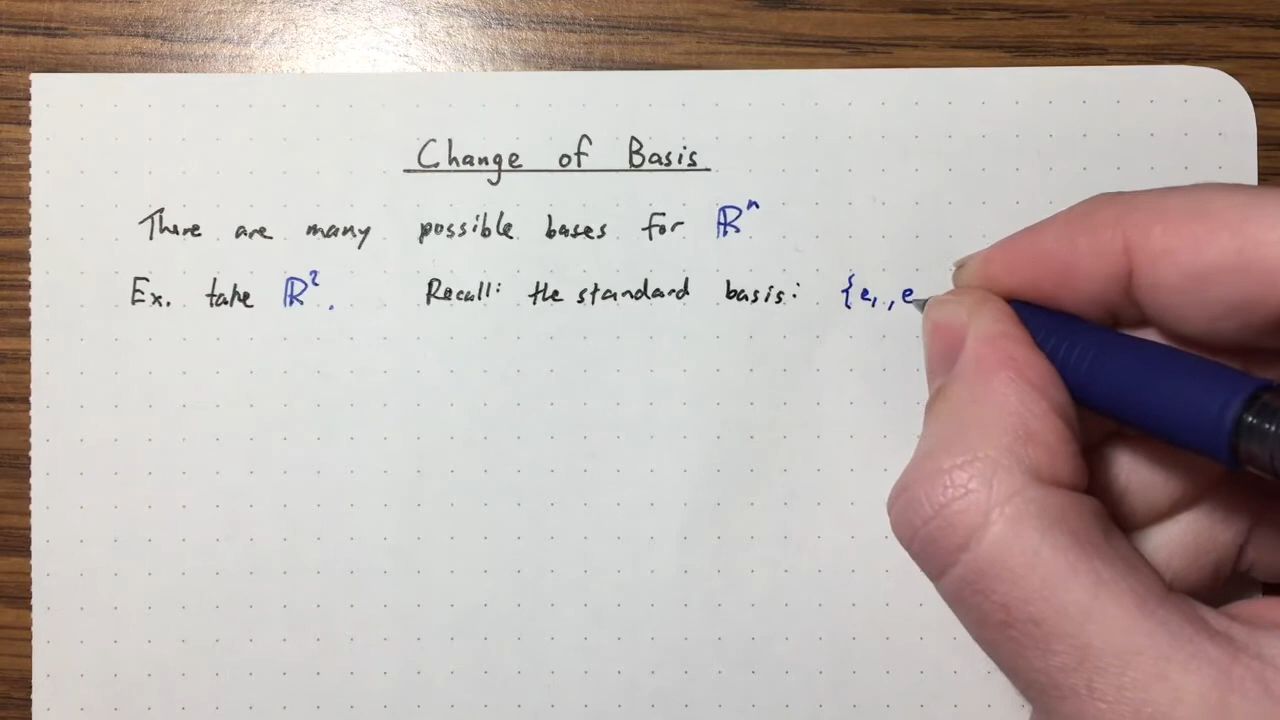 Change of Basis
There are many possible bases for ℝⁿ
Ex. take ℝ². Recall: the standard basis: {e₁, e